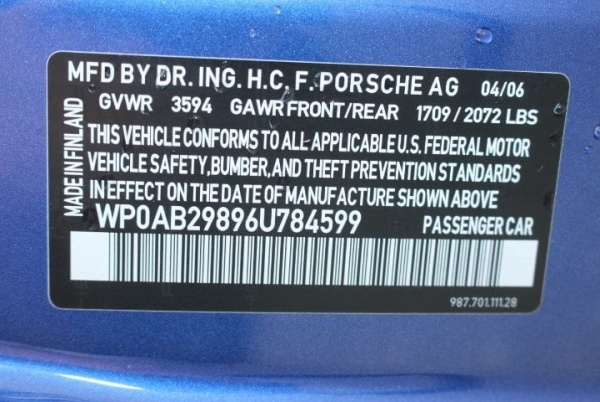 MFD BY DR. ING. H.C. F. PORSCHE AG 04/06
GVWR 3594 GAWR FRONT/REAR 1709 / 2072 LBS
THIS VEHICLE CONFORMS TO ALL APPLICABLE U.S. FEDERAL MOTOR
VEHICLE SAFETY, BUMPER, AND THEFT PREVENTION STANDARDS
IN EFFECT ON THE DATE OF MANUFACTURE SHOWN ABOVE
WP0AB29896U784599 PASSENGER CAR
987.701.111.28
MADE IN FINLAND